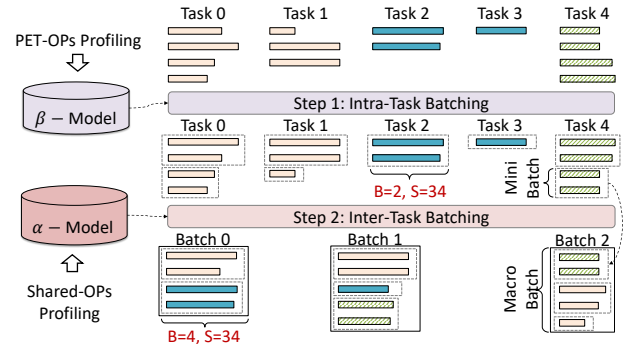 Task 0 Task 1 Task 2 Task 3 Task 4
PET-OPs Profiling
β − Model
Step 1: Intra-Task Batching
Task 0 Task 1 Task 2 Task 3 Task 4
Mini
Batch
B=2, S=34
α − Model
Step 2: Inter-Task Batching
Batch 0 Batch 1 Batch 2
Shared-OPs
Profiling
Macro
Batch
B=4, S=34